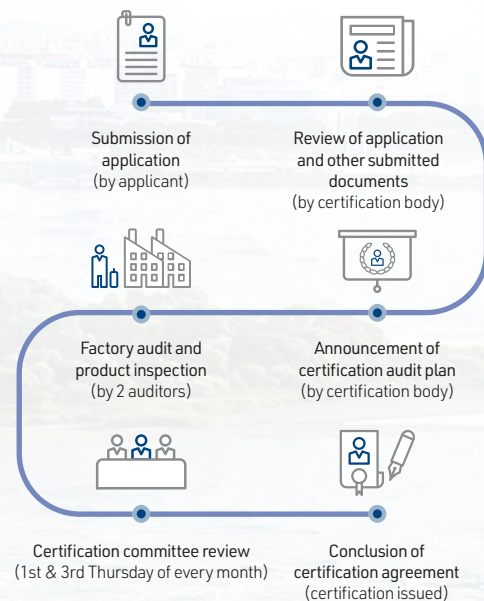 Submission of
application
(by applicant)
Review of application
and other submitted
documents
(by certification body)
Announcement of
certification audit plan
(by certification body)
Factory audit and
product inspection
(by 2 auditors)
Certification committee review
(1st & 3rd Thursday of every month)
Conclusion of
certification agreement
(certification issued)